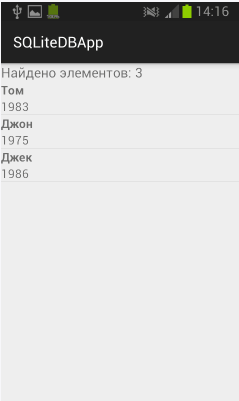 14:16
SQLiteDBApp
Найдено элементов: 3
Том
1983
Джон
1975
Джек
1986